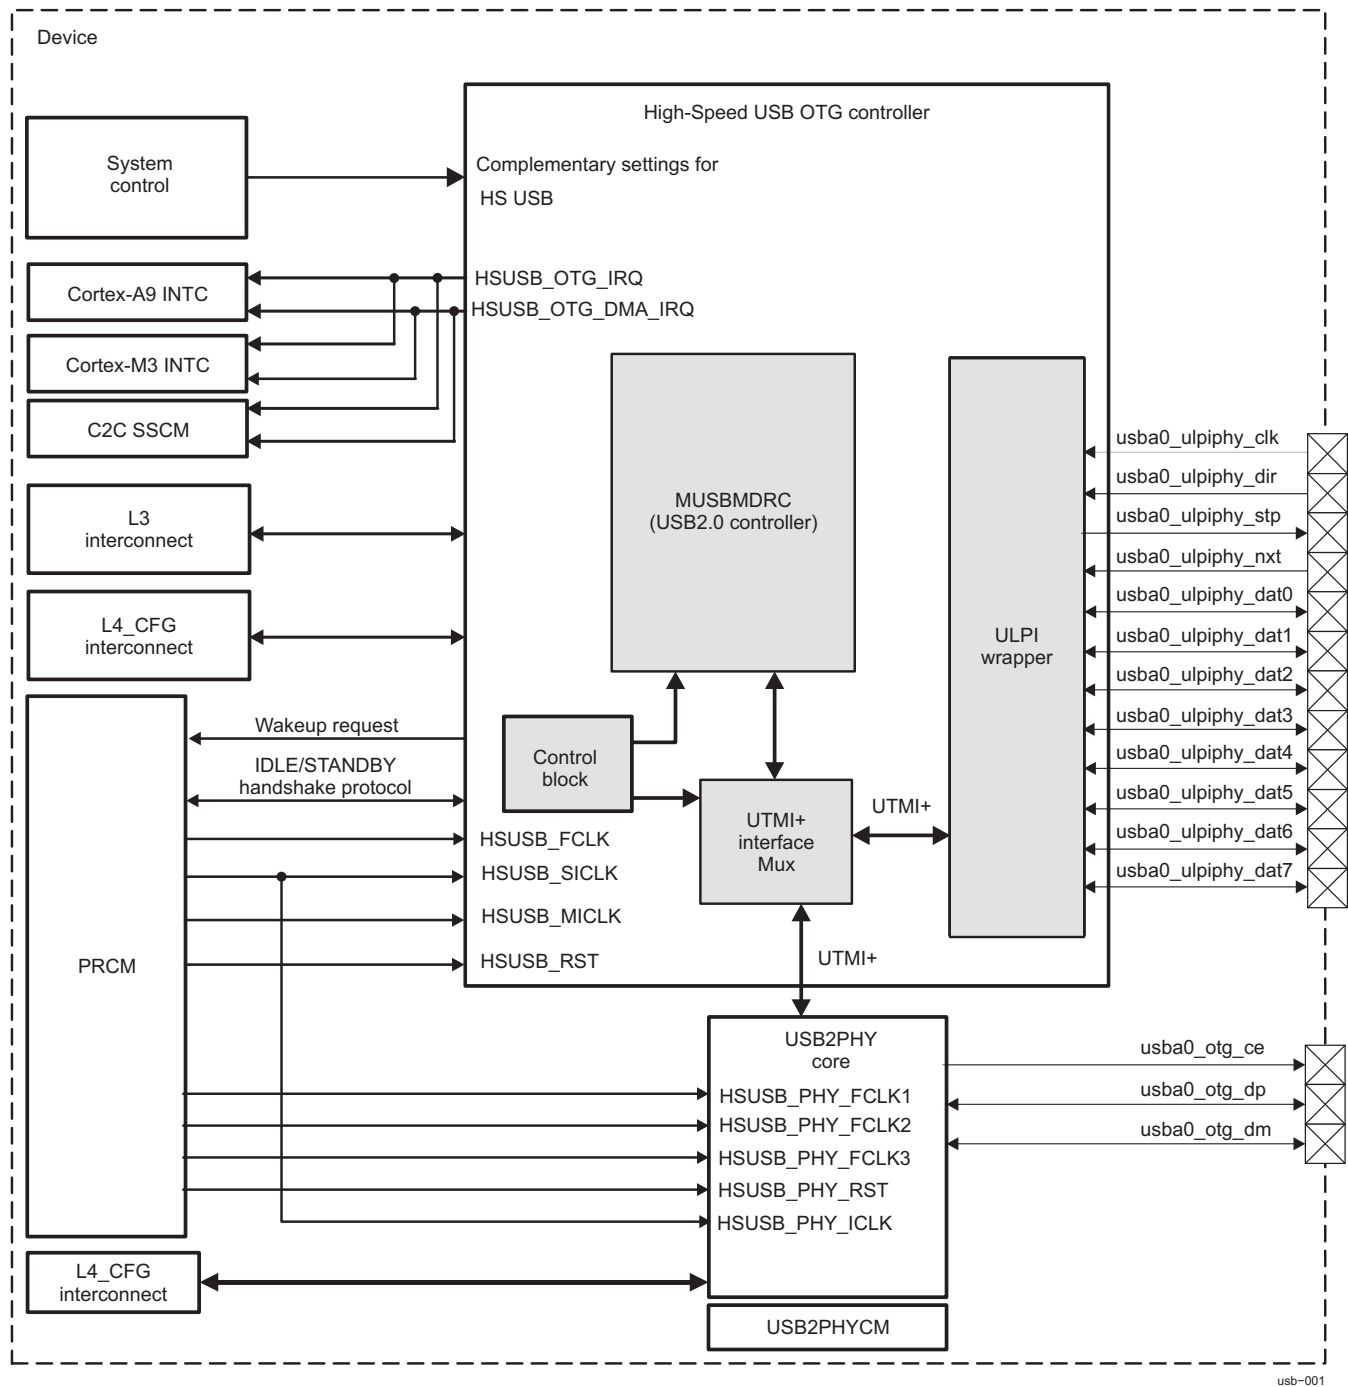 Device
High-Speed USB OTG controller
System
control
Complementary settings for
HS USB
Cortex-A9 INTC
HSUSB_OTG_IRQ
HSUSB_OTG_DMA_IRQ
Cortex-M3 INTC
C2C SSCM
L3
interconnect
L4_CFG
interconnect
MUSBMDRC
(USB2.0 controller)
ULPI
wrapper
usba0_ulpiphy_clk
usba0_ulpiphy_dir
usba0_ulpiphy_stp
usba0_ulpiphy_nxt
usba0_ulpiphy_dat0
usba0_ulpiphy_dat1
usba0_ulpiphy_dat2
usba0_ulpiphy_dat3
usba0_ulpiphy_dat4
usba0_ulpiphy_dat5
usba0_ulpiphy_dat6
usba0_ulpiphy_dat7
Wakeup request
IDLE/STANDBY
handshake protocol
Control
block
UTMI+
interface
Mux
UTMI+
HSUSB_FCLK
HSUSB_SICLK
HSUSB_MICLK
HSUSB_RST
PRCM
UTMI+
USB2PHY
core
HSUSB_PHY_FCLK1
HSUSB_PHY_FCLK2
HSUSB_PHY_FCLK3
HSUSB_PHY_RST
HSUSB_PHY_ICLK
usba0_otg_ce
usba0_otg_dp
usba0_otg_dm
L4_CFG
interconnect
USB2PHYCM
usb−001